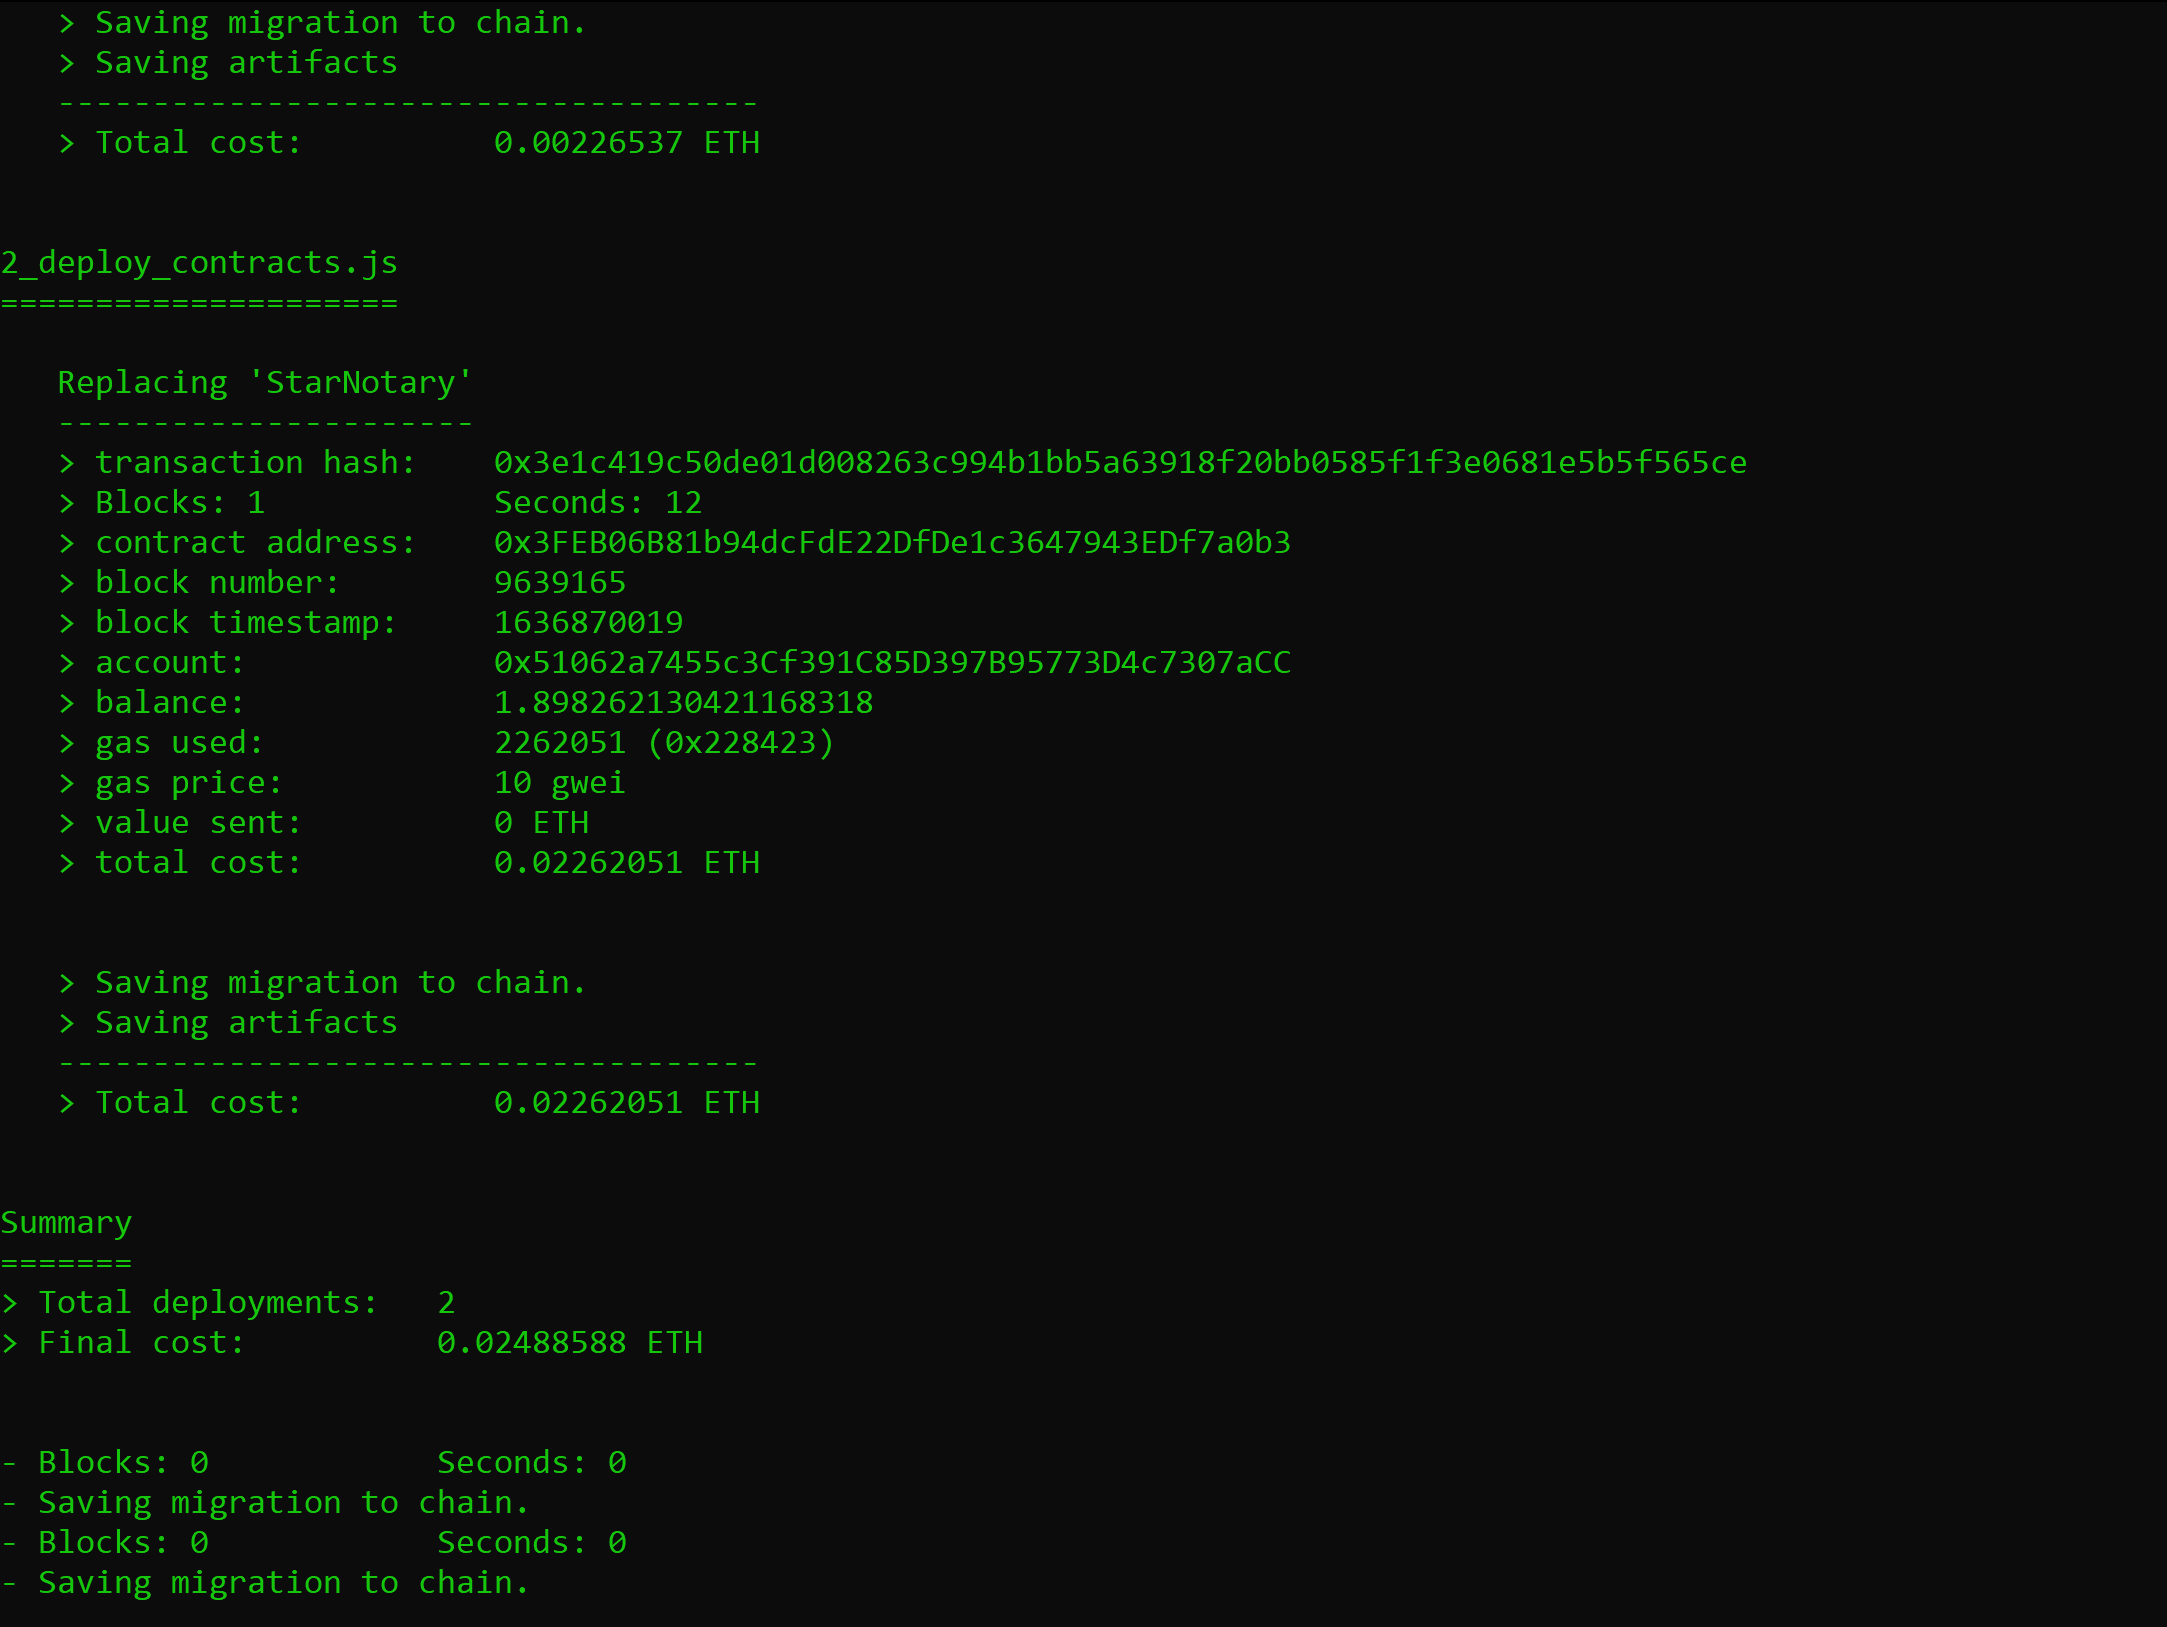 > Saving migration to chain.
> Saving artifacts
-------------------------------------
> Total cost: 0.00226537 ETH
2_deploy_contracts.js
=====================
Replacing 'StarNotary'
----------------------
> transaction hash: 0x3e1c419c50de01d008263c994b1bb5a63918f20bb0585f1f3e0681e5b5f565ce
> Blocks: 1 Seconds: 12
> contract address: 0x3FEB06B81b94dcFdE22DfDe1c3647943EDf7a0b3
> block number: 9639165
> block timestamp: 1636870019
> account: 0x51062a7455c3Cf391C85D397B95773D4c7307aCC
> balance: 1.898262130421168318
> gas used: 2262051 (0x228423)
> gas price: 10 gwei
> value sent: 0 ETH
> total cost: 0.02262051 ETH
> Saving migration to chain.
> Saving artifacts
-------------------------------------
> Total cost: 0.02262051 ETH
Summary
=======
> Total deployments: 2
> Final cost: 0.02488588 ETH
- Blocks: 0 Seconds: 0
- Saving migration to chain.
- Blocks: 0 Seconds: 0
- Saving migration to chain.